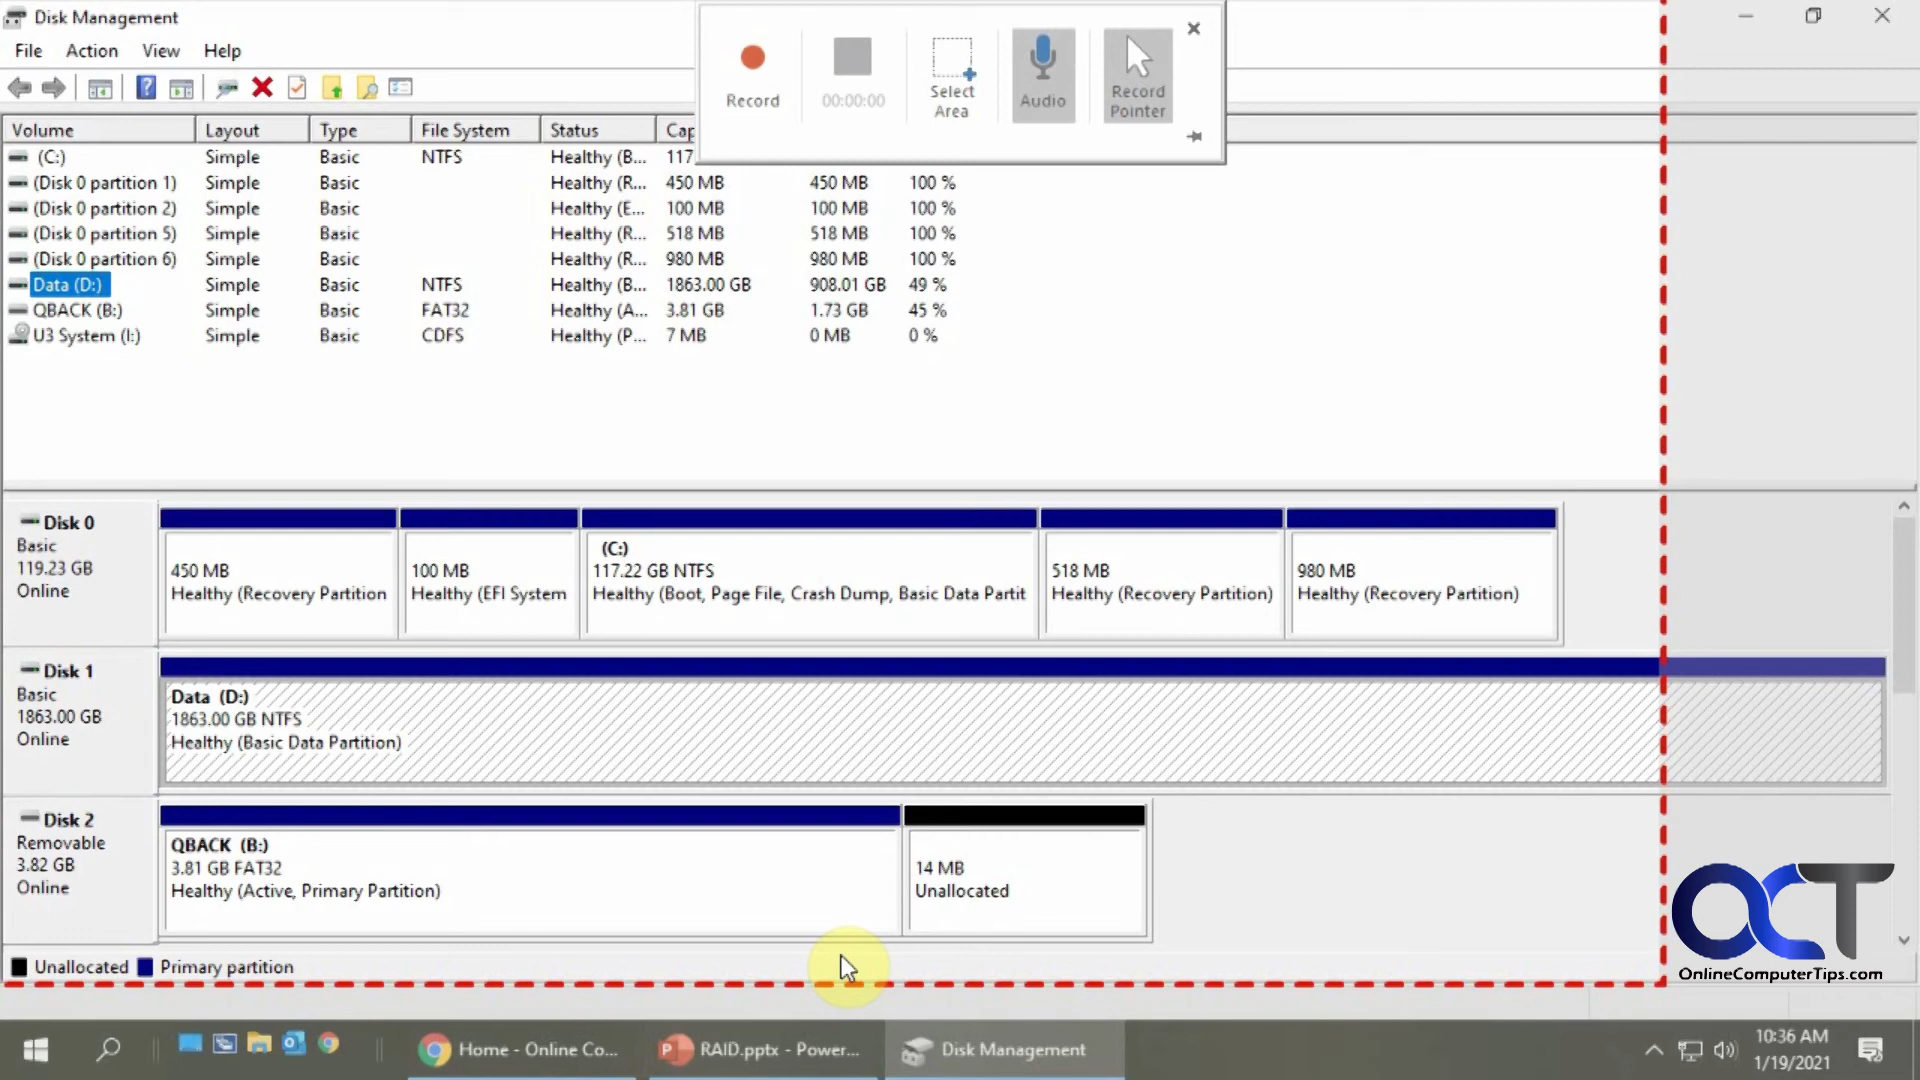 Disk Management
File Action View Help
Record
00:00:00
Select Area
Audio
Record Pointer
Volume Layout Type File System Status Cap
(C:) Simple Basic NTFS Healthy (B... 117
(Disk 0 partition 1) Simple Basic Healthy (R... 450 MB 450 MB 100 %
(Disk 0 partition 2) Simple Basic Healthy (E... 100 MB 100 MB 100 %
(Disk 0 partition 5) Simple Basic Healthy (R... 518 MB 518 MB 100 %
(Disk 0 partition 6) Simple Basic Healthy (R... 980 MB 980 MB 100 %
Data (D:) Simple Basic NTFS Healthy (B... 1863.00 GB 908.01 GB 49 %
QBACK (B:) Simple Basic FAT32 Healthy (A... 3.81 GB 1.73 GB 45 %
U3 System (I:) Simple Basic CDFS Healthy (P... 7 MB 0 MB 0 %
Disk 0
Basic
119.23 GB
Online
450 MB
Healthy (Recovery Partition
100 MB
Healthy (EFI System
(C:)
117.22 GB NTFS
Healthy (Boot, Page File, Crash Dump, Basic Data Partit
518 MB
Healthy (Recovery Partition)
980 MB
Healthy (Recovery Partition)
Disk 1
Basic
1863.00 GB
Online
Data (D:)
1863.00 GB NTFS
Healthy (Basic Data Partition)
Disk 2
Removable
3.82 GB
Online
QBACK (B:)
3.81 GB FAT32
Healthy (Active, Primary Partition)
14 MB
Unallocated
Unallocated Primary partition
OCT
OnlineComputerTips.com
Home - Online Co...
RAID.pptx - Power...
Disk Management
10:36 AM
1/19/2021